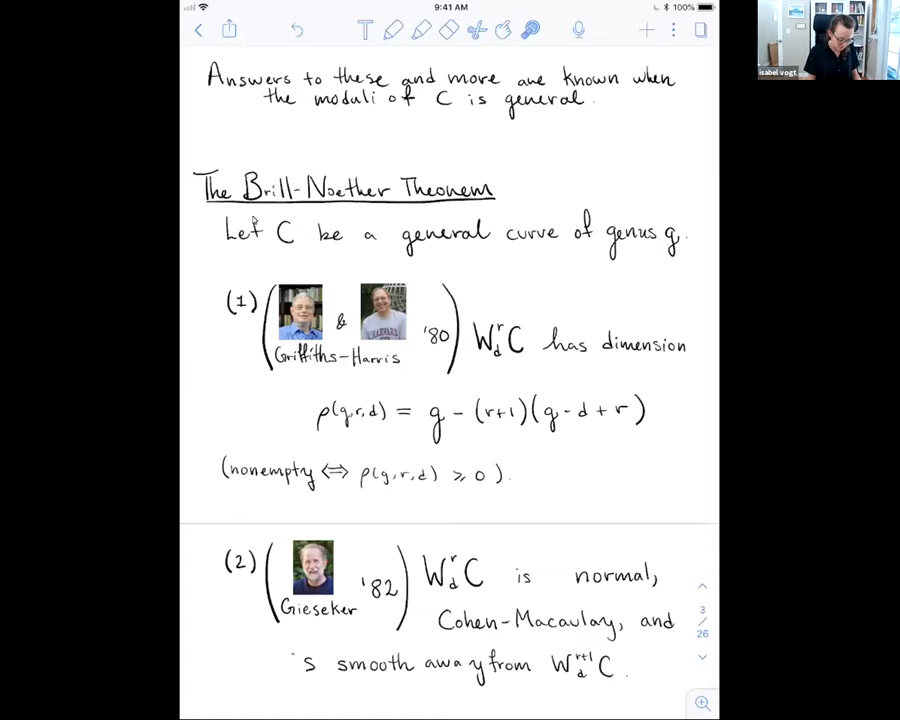 9:41 AM
100%
isabel vogt
Answers to these and more are known when
the moduli of C is general.
The Brill-Noether Theorem
Let C be a general curve of genus g.
(1) ( & '80 ) W^r_d C has dimension
Griffiths-Harris
HARVARD
ρ(g,r,d) = g - (r+1)(g-d+r)
(nonempty ⇔ ρ(g,r,d) ⩾ 0).
(2) ( '82 ) W^r_d C is normal,
Gieseker
Cohen-Macaulay, and
is smooth away from W^{r+1}_d C.
3
/
26